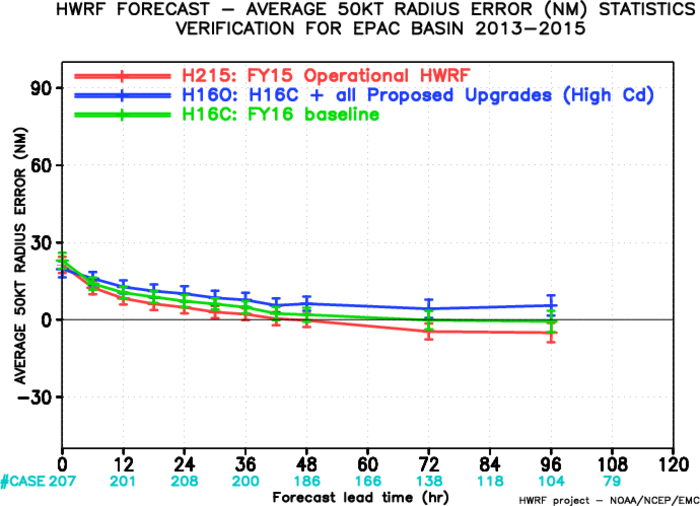 HWRF FORECAST – AVERAGE 50KT RADIUS ERROR (NM) STATISTICS
VERIFICATION FOR EPAC BASIN 2013–2015
H215: FY15 Operational HWRF
H16O: H16C + all Proposed Upgrades (High Cd)
H16C: FY16 baseline
AVERAGE 50KT RADIUS ERROR (NM)
90
60
30
0
–30
0 12 24 36 48 60 72 84 96 108 120
#CASE 207 201 208 200 186 166 138 118 104 79
Forecast lead time (hr)
HWRF project – NOAA/NCEP/EMC